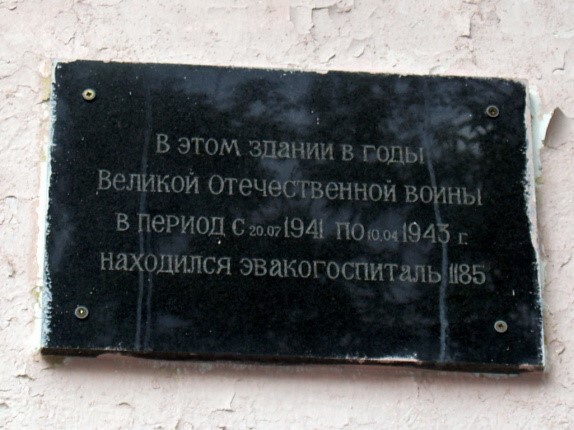 В этом здании в годы
Великой Отечественной войны
в период с 20.07 1941 по 10.04 1943 г.
находился эвакогоспиталь 1185